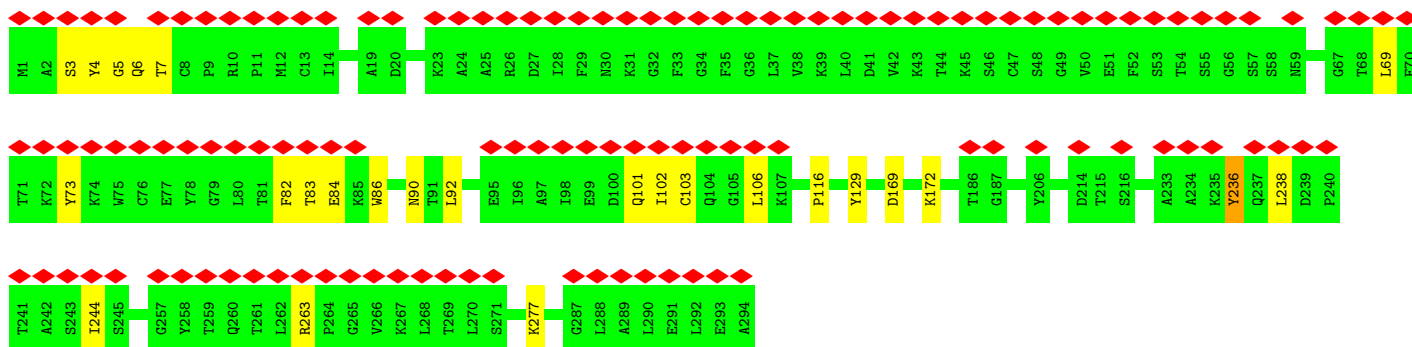 M1 A2 S3 Y4 G5 Q6 T7 C8 P9 R10 P11 M12 C13 I14 A19 D20 K23 A24 A25 R26 D27 I28 F29 N30 K31 G32 F33 G34 F35 G36 L37 V38 K39 L40 D41 V42 K43 T44 K45 S46 C47 S48 G49 V50 E51 F52 S53 T54 S55 G56 S57 S58 N59 G67 T68 L69 E70
T71 K72 Y73 K74 W75 C76 E77 Y78 G79 L80 T81 F82 T83 E84 K85 W86 N90 T91 L92 E95 I96 A97 I98 E99 D100 Q101 I102 C103 Q104 G105 L106 K107 P116 Y129 D169 K172 T186 G187 Y206 D214 T215 S216 A233 A234 K235 Y236 Q237 L238 D239 P240
T241 A242 S243 I244 S245 G257 Y258 T259 Q260 T261 L262 R263 P264 G265 V266 K267 L268 T269 L270 S271 K277 G287 L288 A289 L290 E291 L292 E293 A294